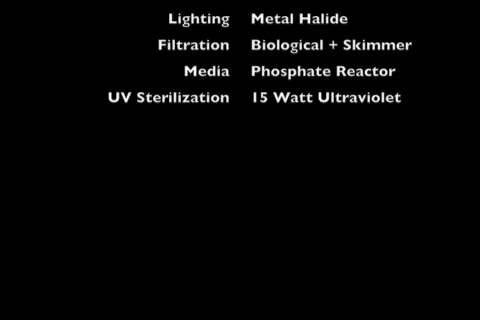 Lighting Metal Halide
Filtration Biological + Skimmer
Media Phosphate Reactor
UV Sterilization 15 Watt Ultraviolet